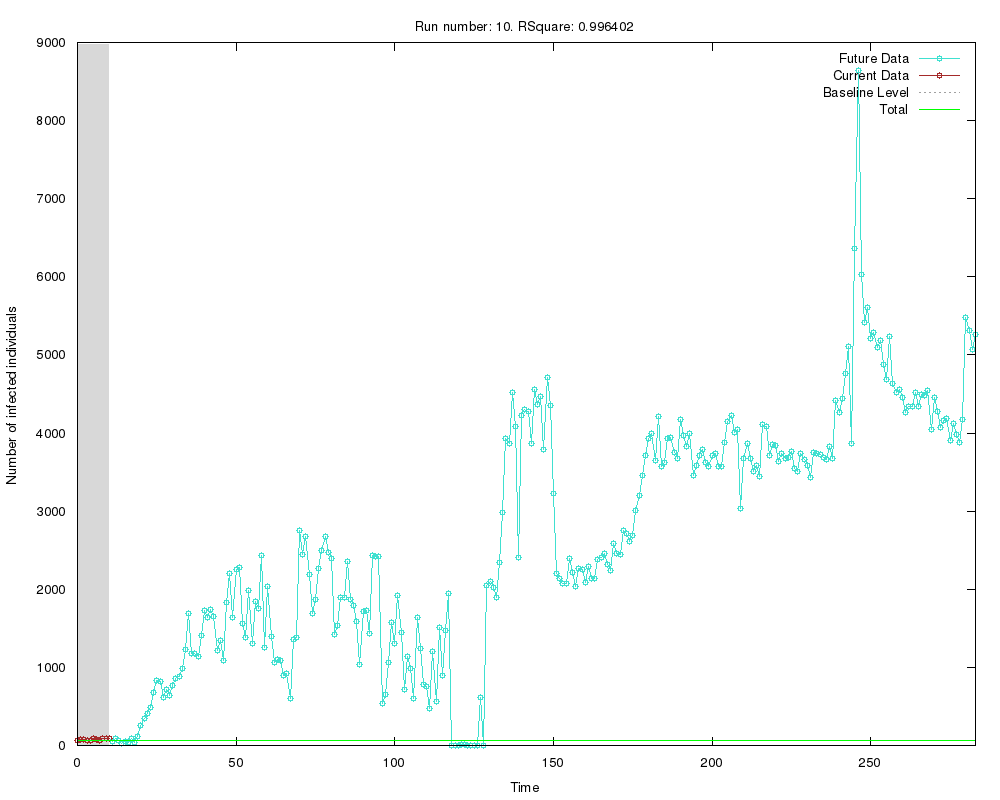 Run number: 10. RSquare: 0.996402
9000
8000
7000
6000
5000
4000
3000
2000
1000
0
Number of infected individuals
Future Data
Current Data
Baseline Level
Total
0 50 100 150 200 250
Time